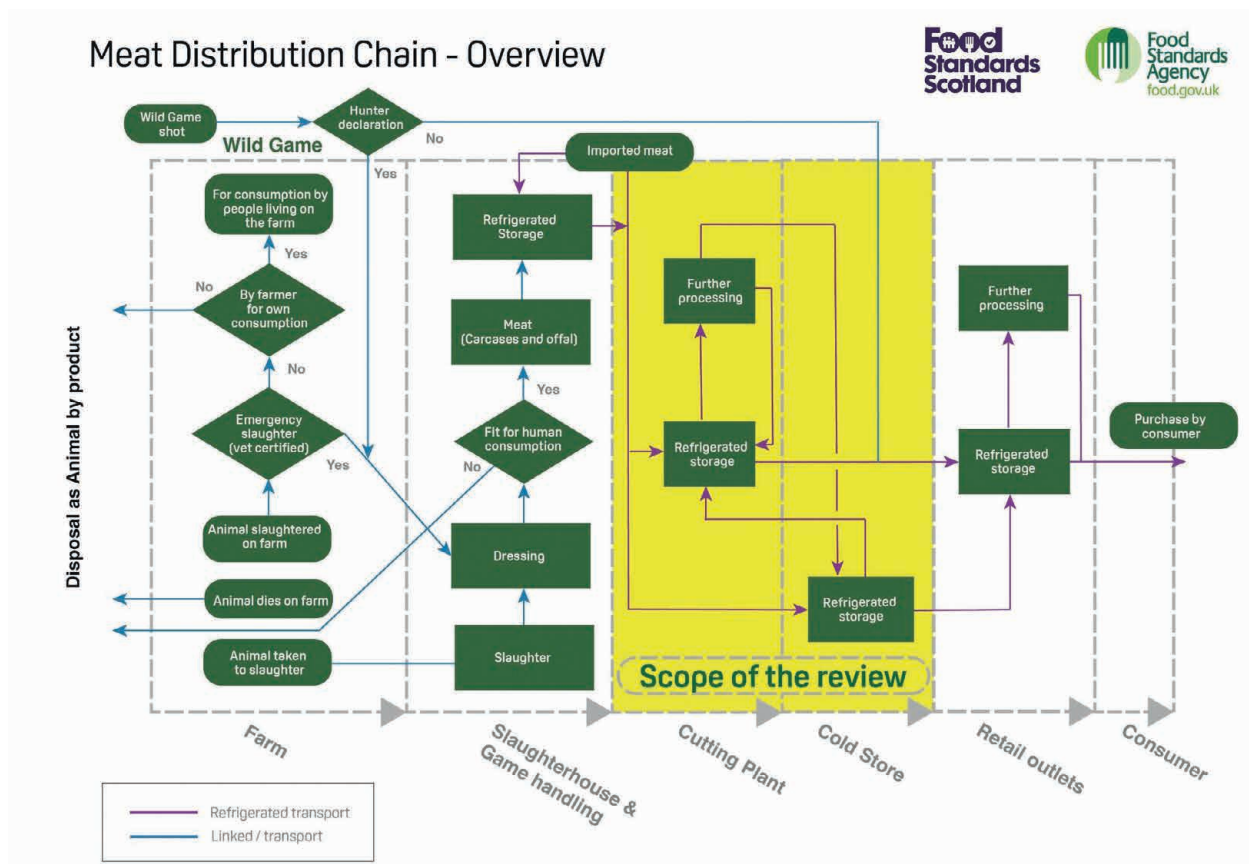 Meat Distribution Chain - Overview
Food
Standards
Scotland
Food
Standards
Agency
food.gov.uk
Wild Game
shot
Hunter
declaration
No
Yes
Wild Game
Imported meat
For consumption by
people living on
the farm
Yes
No
By farmer
for own
consumption
No
Emergency
slaughter
(vet certified)
Yes
Animal slaughtered
on farm
Animal dies on farm
Animal taken
to slaughter
Disposal as Animal by product
Refrigerated
Storage
Meat
(Carcases and offal)
Yes
Fit for human
consumption
No
Dressing
Slaughter
Further
processing
Refrigerated
storage
Refrigerated
storage
Scope of the review
Further
processing
Refrigerated
storage
Purchase by
consumer
Farm
Slaughterhouse &
Game handling
Cutting Plant
Cold Store
Retail outlets
Consumer
Refrigerated transport
Linked / transport